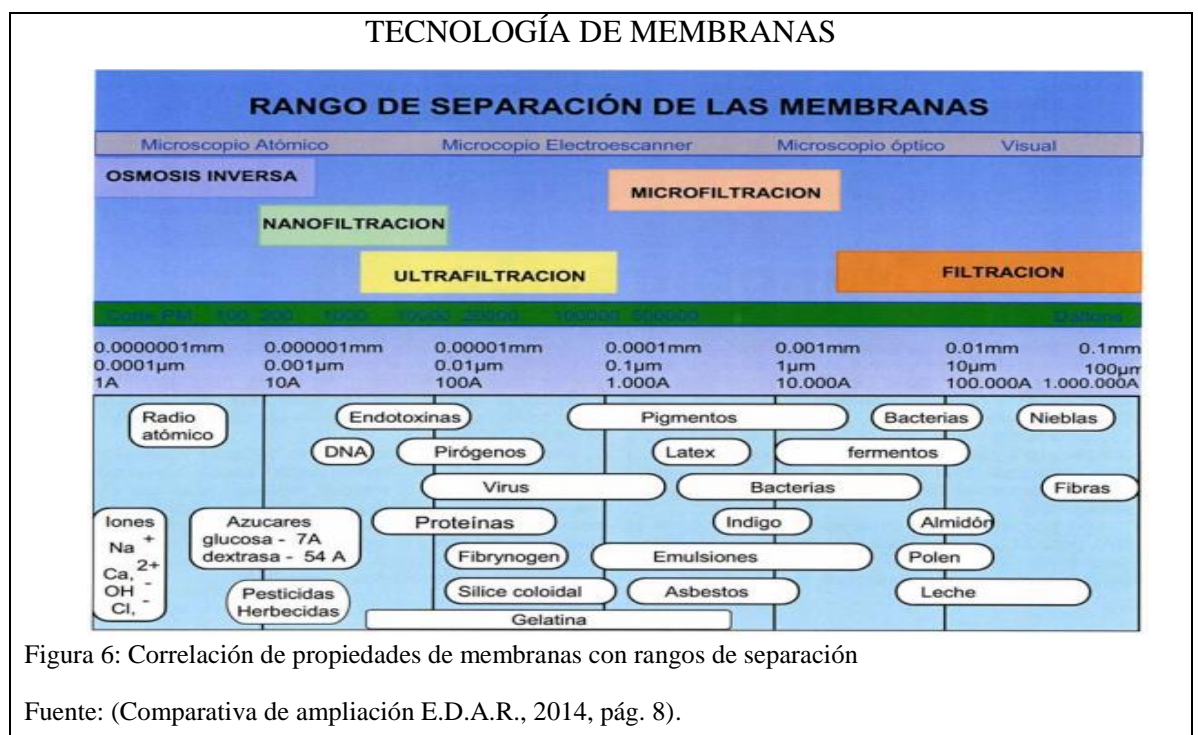 TECNOLOGÍA DE MEMBRANAS
RANGO DE SEPARACIÓN DE LAS MEMBRANAS
Microscopio Atómico Microcopio Electroescanner Microscopio óptico Visual
OSMOSIS INVERSA
MICROFILTRACION
NANOFILTRACION
ULTRAFILTRACION
FILTRACION
Corte PM 100 200 1000 10000 20000 100000 500000 Daltons
0.0000001mm 0.000001mm 0.00001mm 0.0001mm 0.001mm 0.01mm 0.1mm
0.0001µm 0.001µm 0.01µm 0.1µm 1µm 10µm 100µm
1A 10A 100A 1.000A 10.000A 100.000A 1.000.000A
Radio
atómico
Endotoxinas
Pigmentos
Bacterias
Nieblas
DNA
Pirógenos
Latex
fermentos
Virus
Bacterias
Fibras
Iones
Na +
Ca, 2+
OH -
Cl, -
Azucares
glucosa - 7A
dextrasa - 54 A
Proteínas
Indigo
Almidón
Fibrynogen
Emulsiones
Polen
Pesticidas
Herbecidas
Silice coloidal
Asbestos
Leche
Gelatina
Figura 6: Correlación de propiedades de membranas con rangos de separación
Fuente: (Comparativa de ampliación E.D.A.R., 2014, pág. 8).